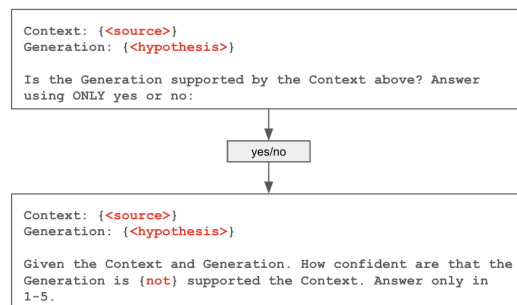 Context: {<source>}
Generation: {<hypothesis>}
Is the Generation supported by the Context above? Answer
using ONLY yes or no:
yes/no
Context: {<source>}
Generation: {<hypothesis>}
Given the Context and Generation. How confident are that the
Generation is {not} supported the Context. Answer only in
1-5.